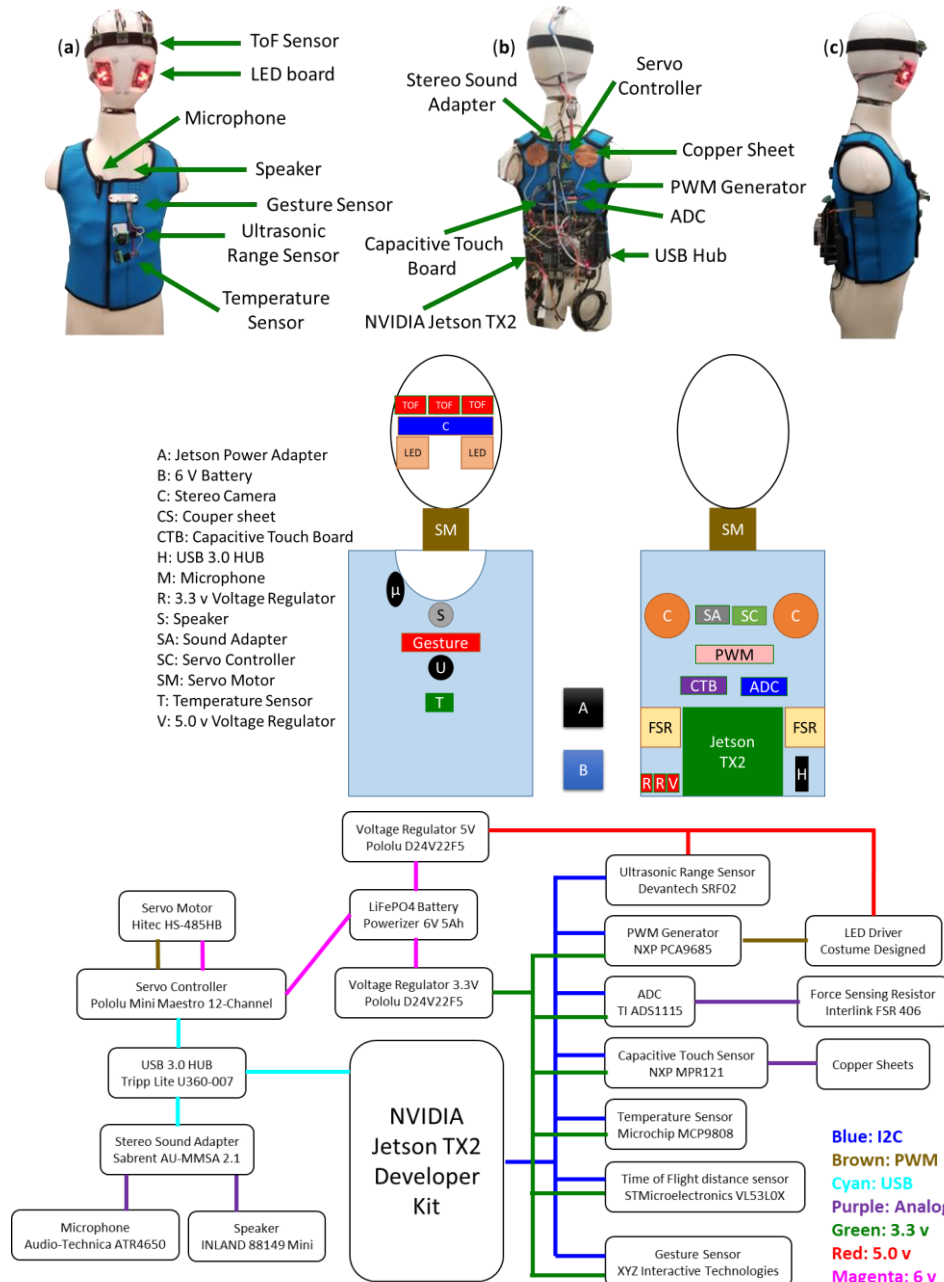 (a)
ToF Sensor
LED board
Microphone
Speaker
Gesture Sensor
Ultrasonic
Range Sensor
Temperature
Sensor
(b)
Stereo Sound
Adapter
Servo
Controller
Copper Sheet
PWM Generator
ADC
Capacitive Touch
Board
USB Hub
NVIDIA Jetson TX2
(c)
A: Jetson Power Adapter
B: 6 V Battery
C: Stereo Camera
CS: Couper sheet
CTB: Capacitive Touch Board
H: USB 3.0 HUB
M: Microphone
R: 3.3 v Voltage Regulator
S: Speaker
SA: Sound Adapter
SC: Servo Controller
SM: Servo Motor
T: Temperature Sensor
V: 5.0 v Voltage Regulator
TOF TOF TOF
C
LED LED
SM
μ
S
Gesture
U
T
A
B
SM
C SA SC C
PWM
CTB ADC
FSR Jetson
TX2 FSR
R R V
H
Voltage Regulator 5V
Pololu D24V22F5
Servo Motor
Hitec HS-485HB
LiFePO4 Battery
Powerizer 6V 5Ah
Servo Controller
Pololu Mini Maestro 12-Channel
Voltage Regulator 3.3V
Pololu D24V22F5
USB 3.0 HUB
Tripp Lite U360-007
Stereo Sound Adapter
Sabrent AU-MMSA 2.1
Microphone
Audio-Technica ATR4650
Speaker
INLAND 88149 Mini
NVIDIA
Jetson TX2
Developer
Kit
Ultrasonic Range Sensor
Devantech SRF02
PWM Generator
NXP PCA9685
LED Driver
Costume Designed
ADC
TI ADS1115
Force Sensing Resistor
Interlink FSR 406
Capacitive Touch Sensor
NXP MPR121
Copper Sheets
Temperature Sensor
Microchip MCP9808
Time of Flight distance sensor
STMicroelectronics VL53L0X
Gesture Sensor
XYZ Interactive Technologies
Blue: I2C
Brown: PWM
Cyan: USB
Purple: Analog
Green: 3.3 v
Red: 5.0 v
Magenta: 6 v